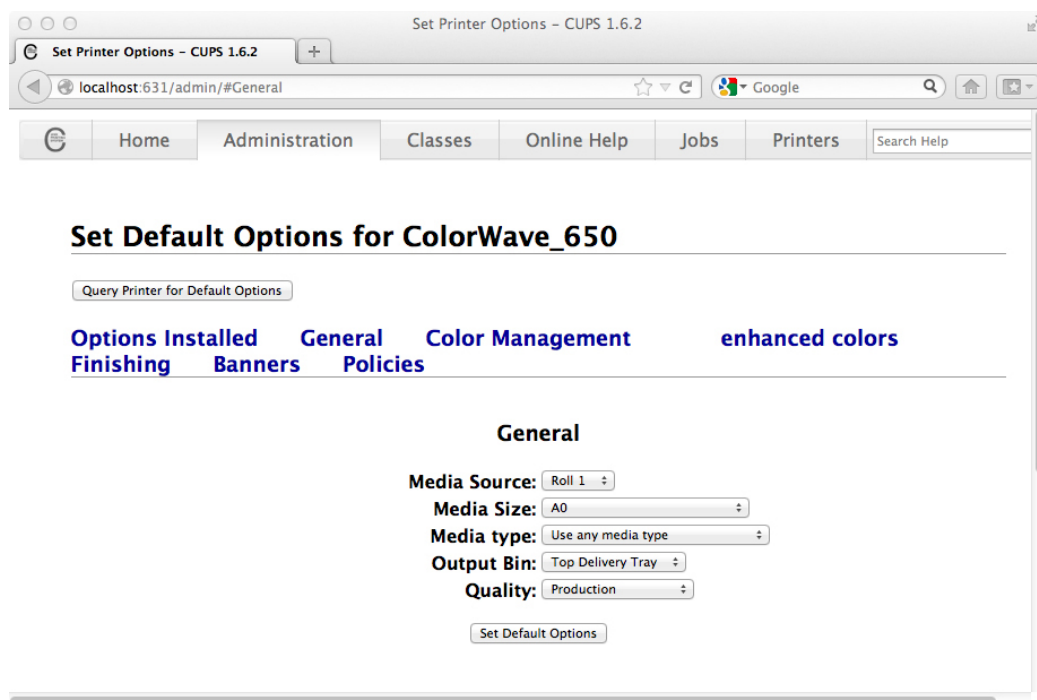 Set Printer Options – CUPS 1.6.2
Set Printer Options – CUPS 1.6.2
localhost:631/admin/#General Google
Home Administration Classes Online Help Jobs Printers Search Help
Set Default Options for ColorWave_650
Query Printer for Default Options
Options Installed General Color Management enhanced colors
Finishing Banners Policies
General
Media Source: Roll 1
Media Size: A0
Media type: Use any media type
Output Bin: Top Delivery Tray
Quality: Production
Set Default Options